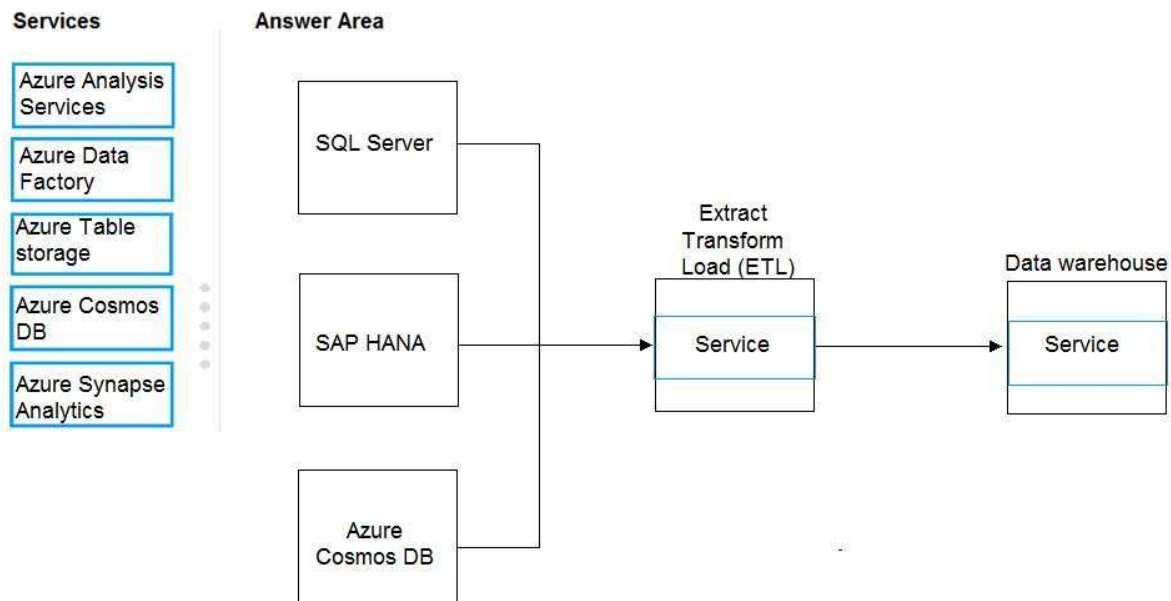 Services
Answer Area
Azure Analysis
Services
Azure Data
Factory
Azure Table
storage
Azure Cosmos
DB
Azure Synapse
Analytics
SQL Server
SAP HANA
Azure
Cosmos DB
Extract
Transform
Load (ETL)
Service
Data warehouse
Service